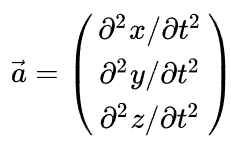 ∂²x/∂t²
a⃗ = ( ∂²y/∂t² )
∂²z/∂t²